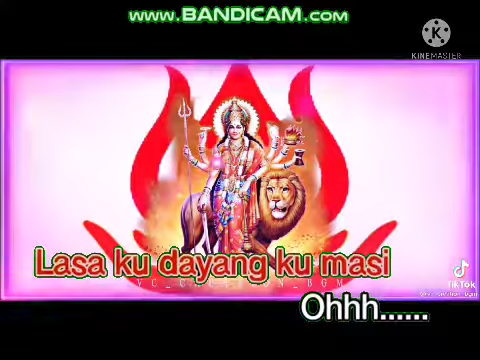 www.BANDICAM.com
KINEMASTER
Lasa ku dayang ku masi
Ohhh......
TikTok